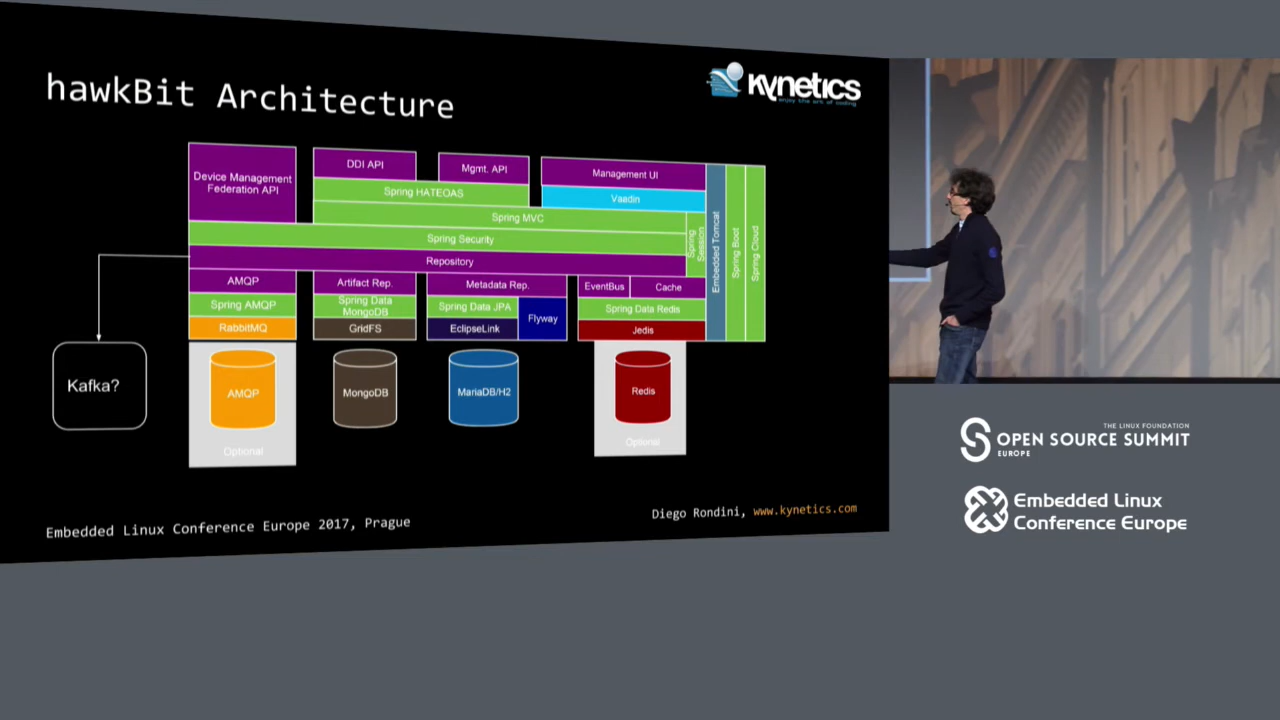 hawkBit Architecture
Kynetics
enjoy the art of coding
Device Management
Federation API
DDI API
Mgmt. API
Management UI
Spring HATEOAS
Vaadin
Spring MVC
Spring Security
Spring
Session
Embedded Tomcat
Spring Boot
Spring Cloud
Repository
AMQP
Artifact Rep.
Metadata Rep.
EventBus
Cache
Spring AMQP
Spring Data
MongoDB
Spring Data JPA
Flyway
Spring Data Redis
RabbitMQ
GridFS
EclipseLink
Jedis
Kafka?
AMQP
MongoDB
MariaDB/H2
Redis
Optional
Optional
Embedded Linux Conference Europe 2017, Prague
Diego Rondini, www.kynetics.com
THE LINUX FOUNDATION
OPEN SOURCE SUMMIT
EUROPE
Embedded Linux
Conference Europe